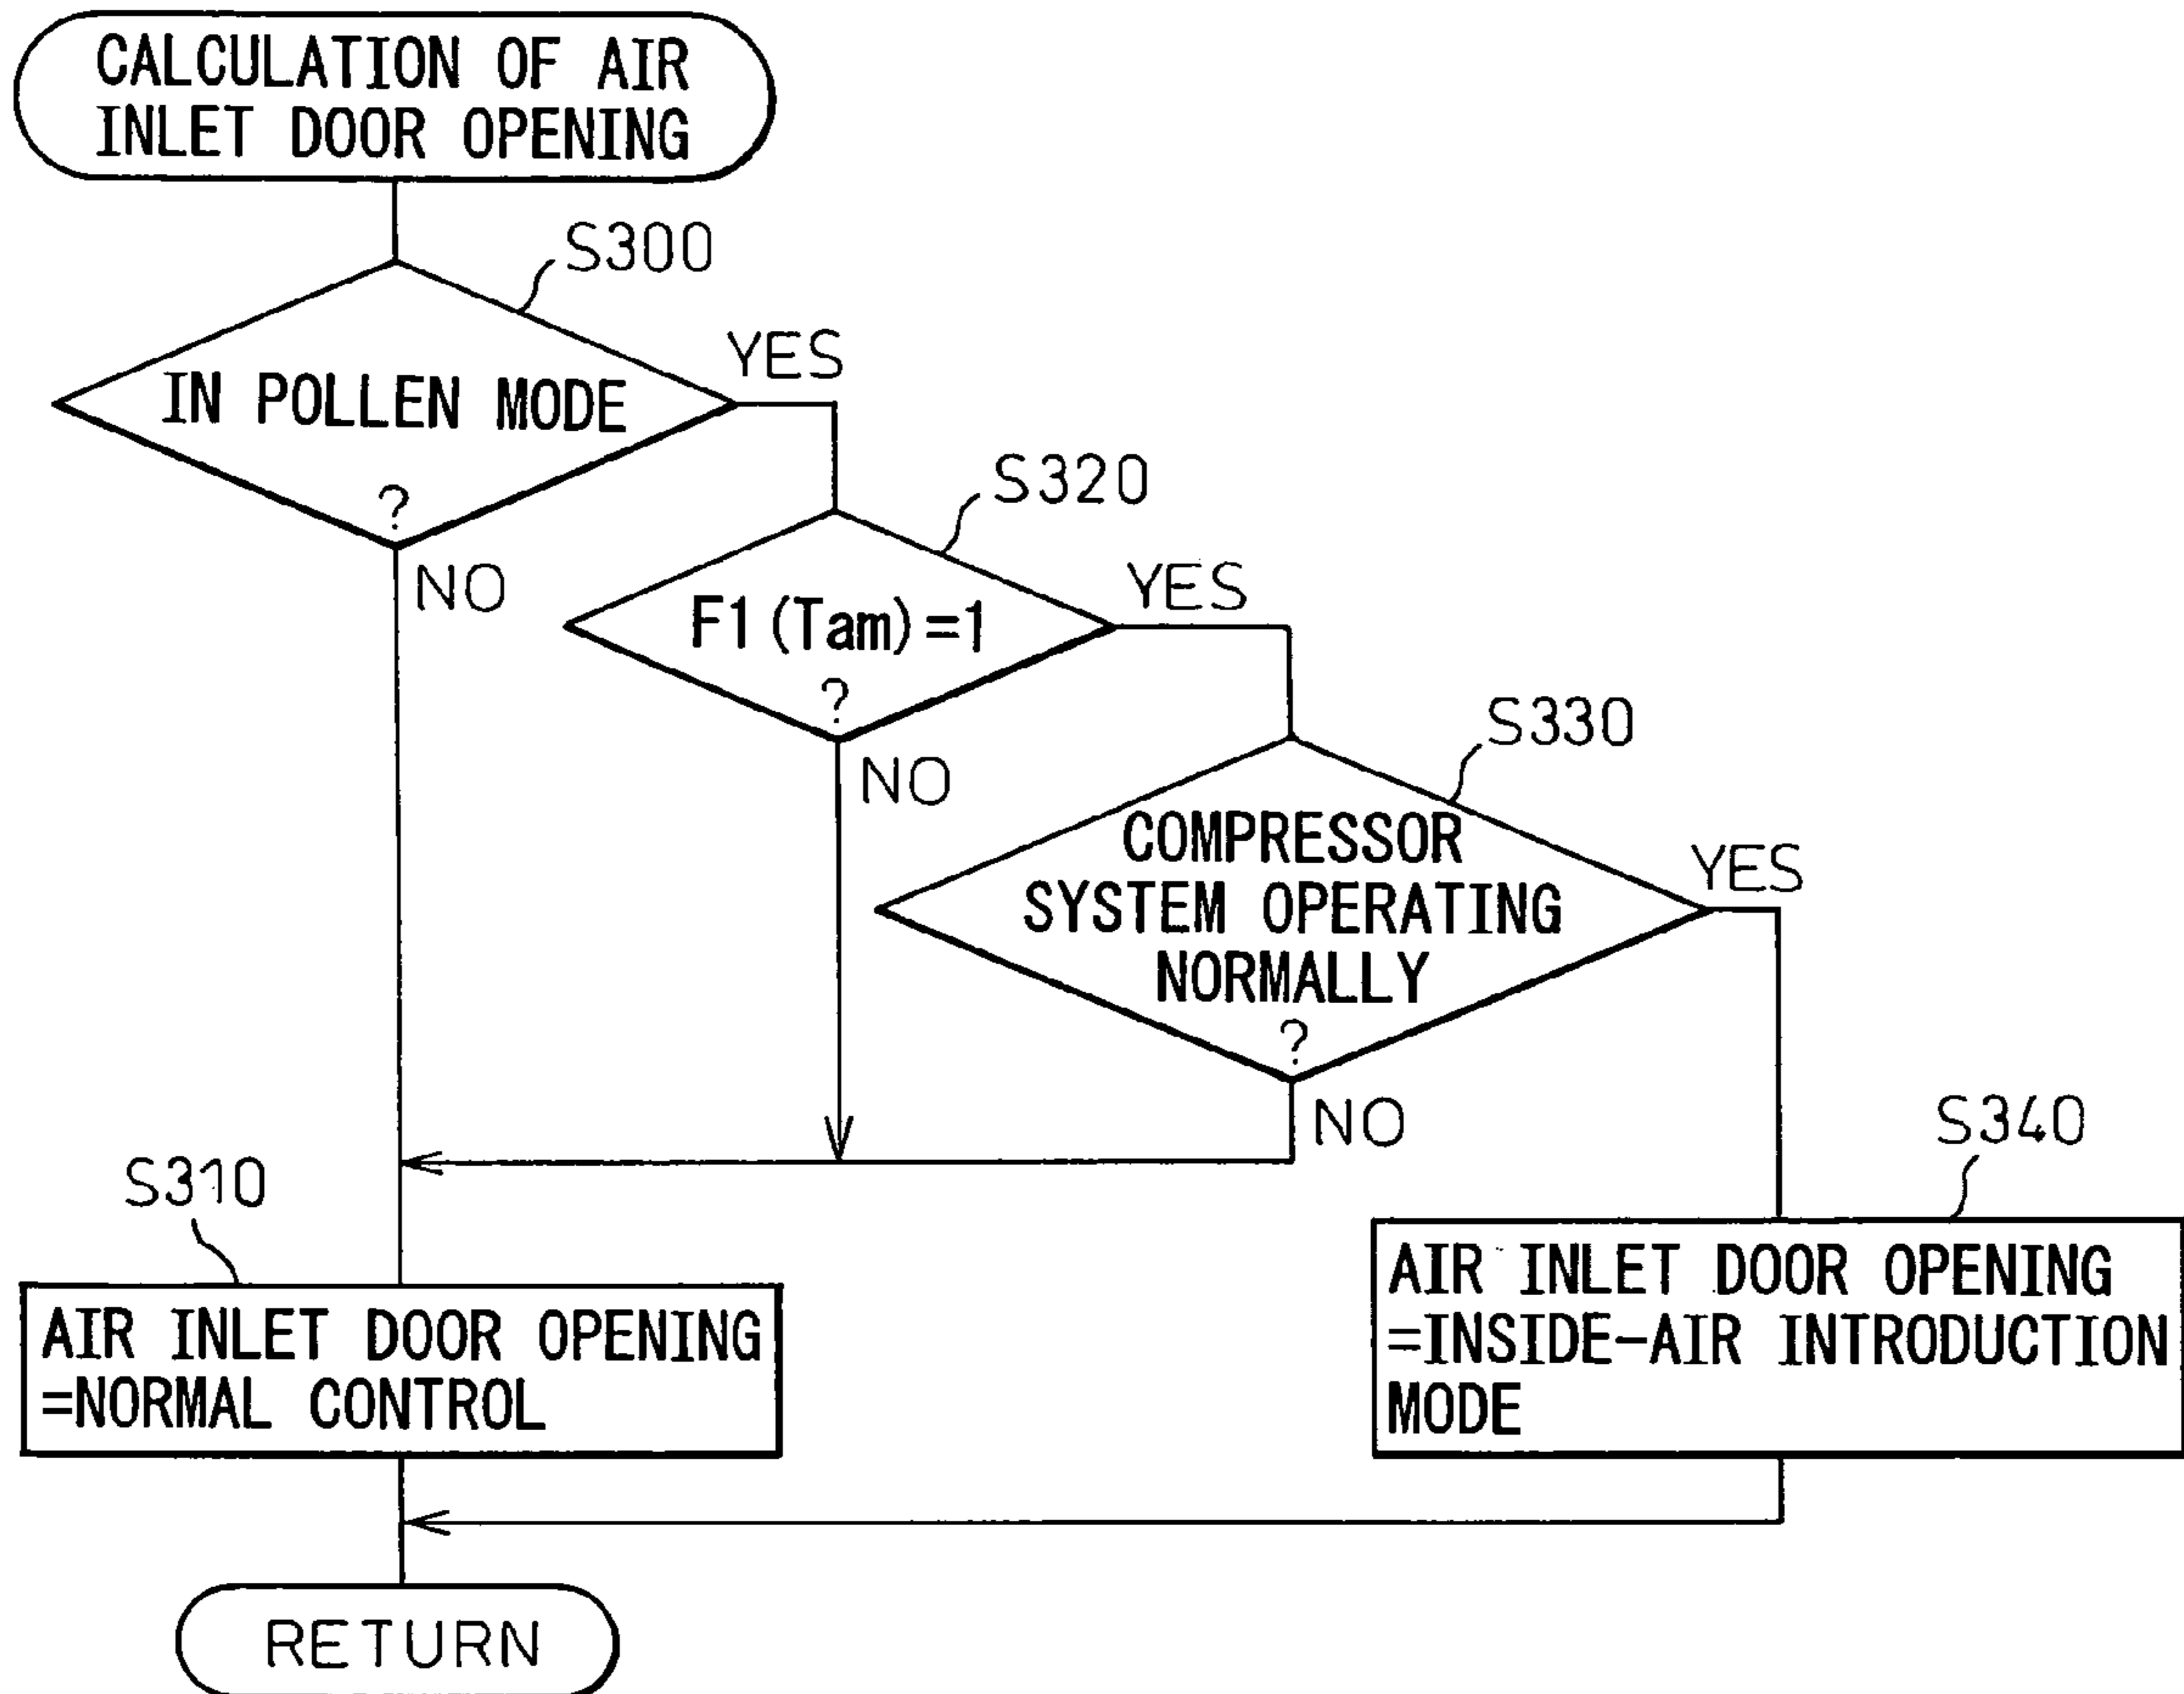 CALCULATION OF AIR
INLET DOOR OPENING
S300
IN POLLEN MODE
?
YES
NO
S320
F1(Tam)=1
?
YES
NO
S330
COMPRESSOR
SYSTEM OPERATING
NORMALLY
?
YES
NO
S310
AIR INLET DOOR OPENING
=NORMAL CONTROL
S340
AIR INLET DOOR OPENING
=INSIDE-AIR INTRODUCTION
MODE
RETURN